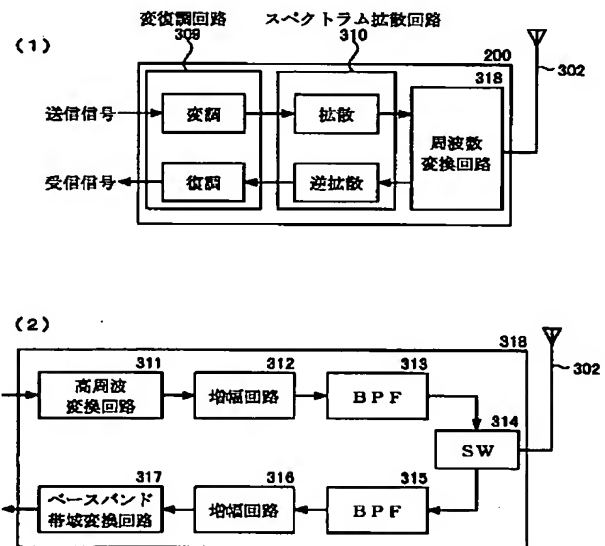 (1)
変復調回路
309
スペクトラム拡散回路
310
200
318
302
送信信号
変調
拡散
周波数
変換回路
受信信号
復調
逆拡散
(2)
318
302
311
高周波
変換回路
312
増幅回路
313
BPF
314
SW
317
ベースバンド
帯域変換回路
316
増幅回路
315
BPF